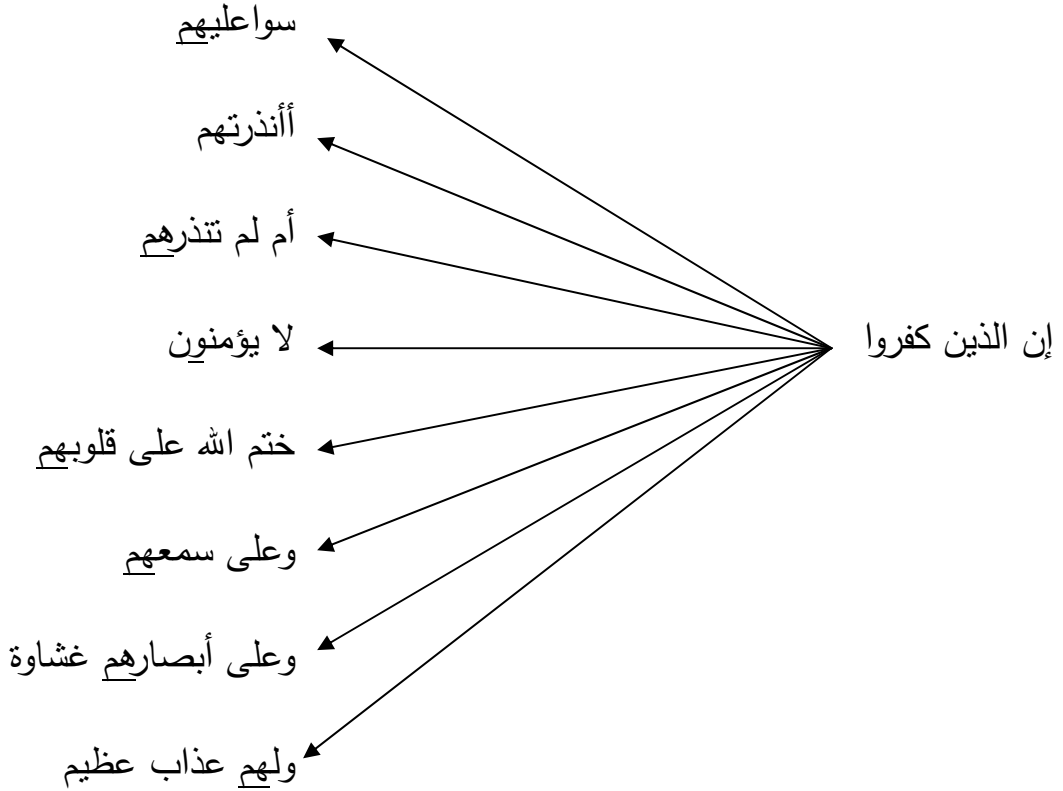 سواعليهم
أأنذرتهم
أم لم تنذرهم
إن الذين كفروا
لا يؤمنون
ختم الله على قلوبهم
وعلى سمعهم
وعلى أبصارهم غشاوة
ولهم عذاب عظيم